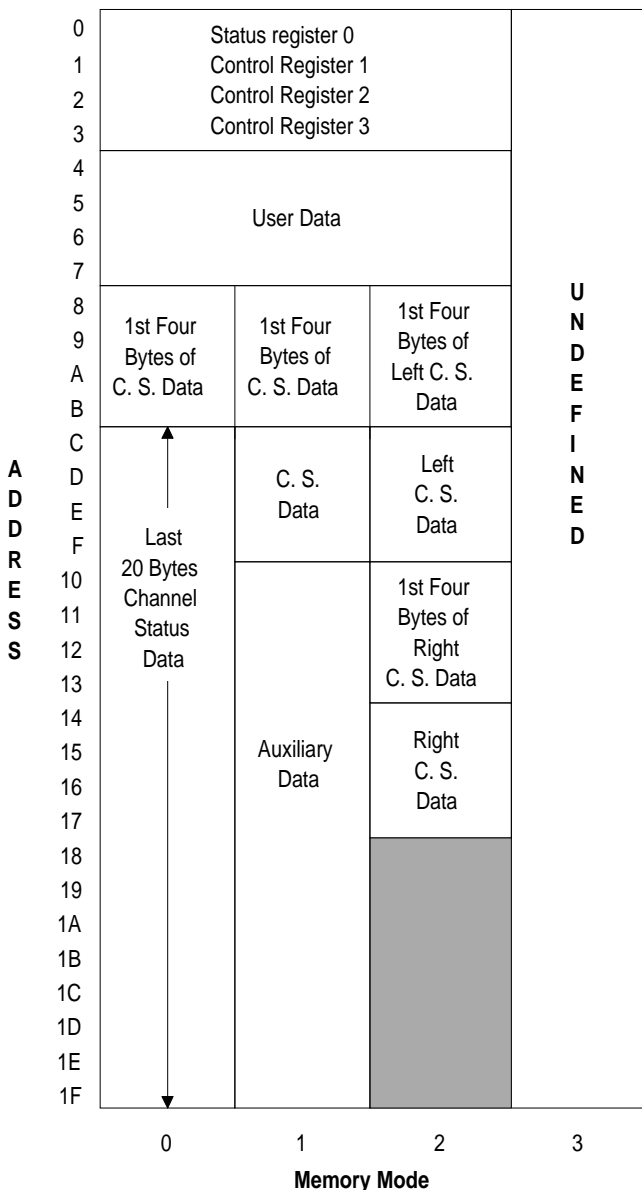 0
1
2
3
4
5
6
7
8
9
A
B
C
D
E
F
10
11
12
13
14
15
16
17
18
19
1A
1B
1C
1D
1E
1F
ADDRESS
Status register 0
Control Register 1
Control Register 2
Control Register 3
User Data
1st Four
Bytes of
C. S. Data
1st Four
Bytes of
C. S. Data
1st Four
Bytes of
Left C. S.
Data
Last
20 Bytes
Channel
Status
Data
C. S.
Data
Left
C. S.
Data
1st Four
Bytes of
Right
C. S. Data
Auxiliary
Data
Right
C. S.
Data
UNDEFINED
0 1 2 3
Memory Mode